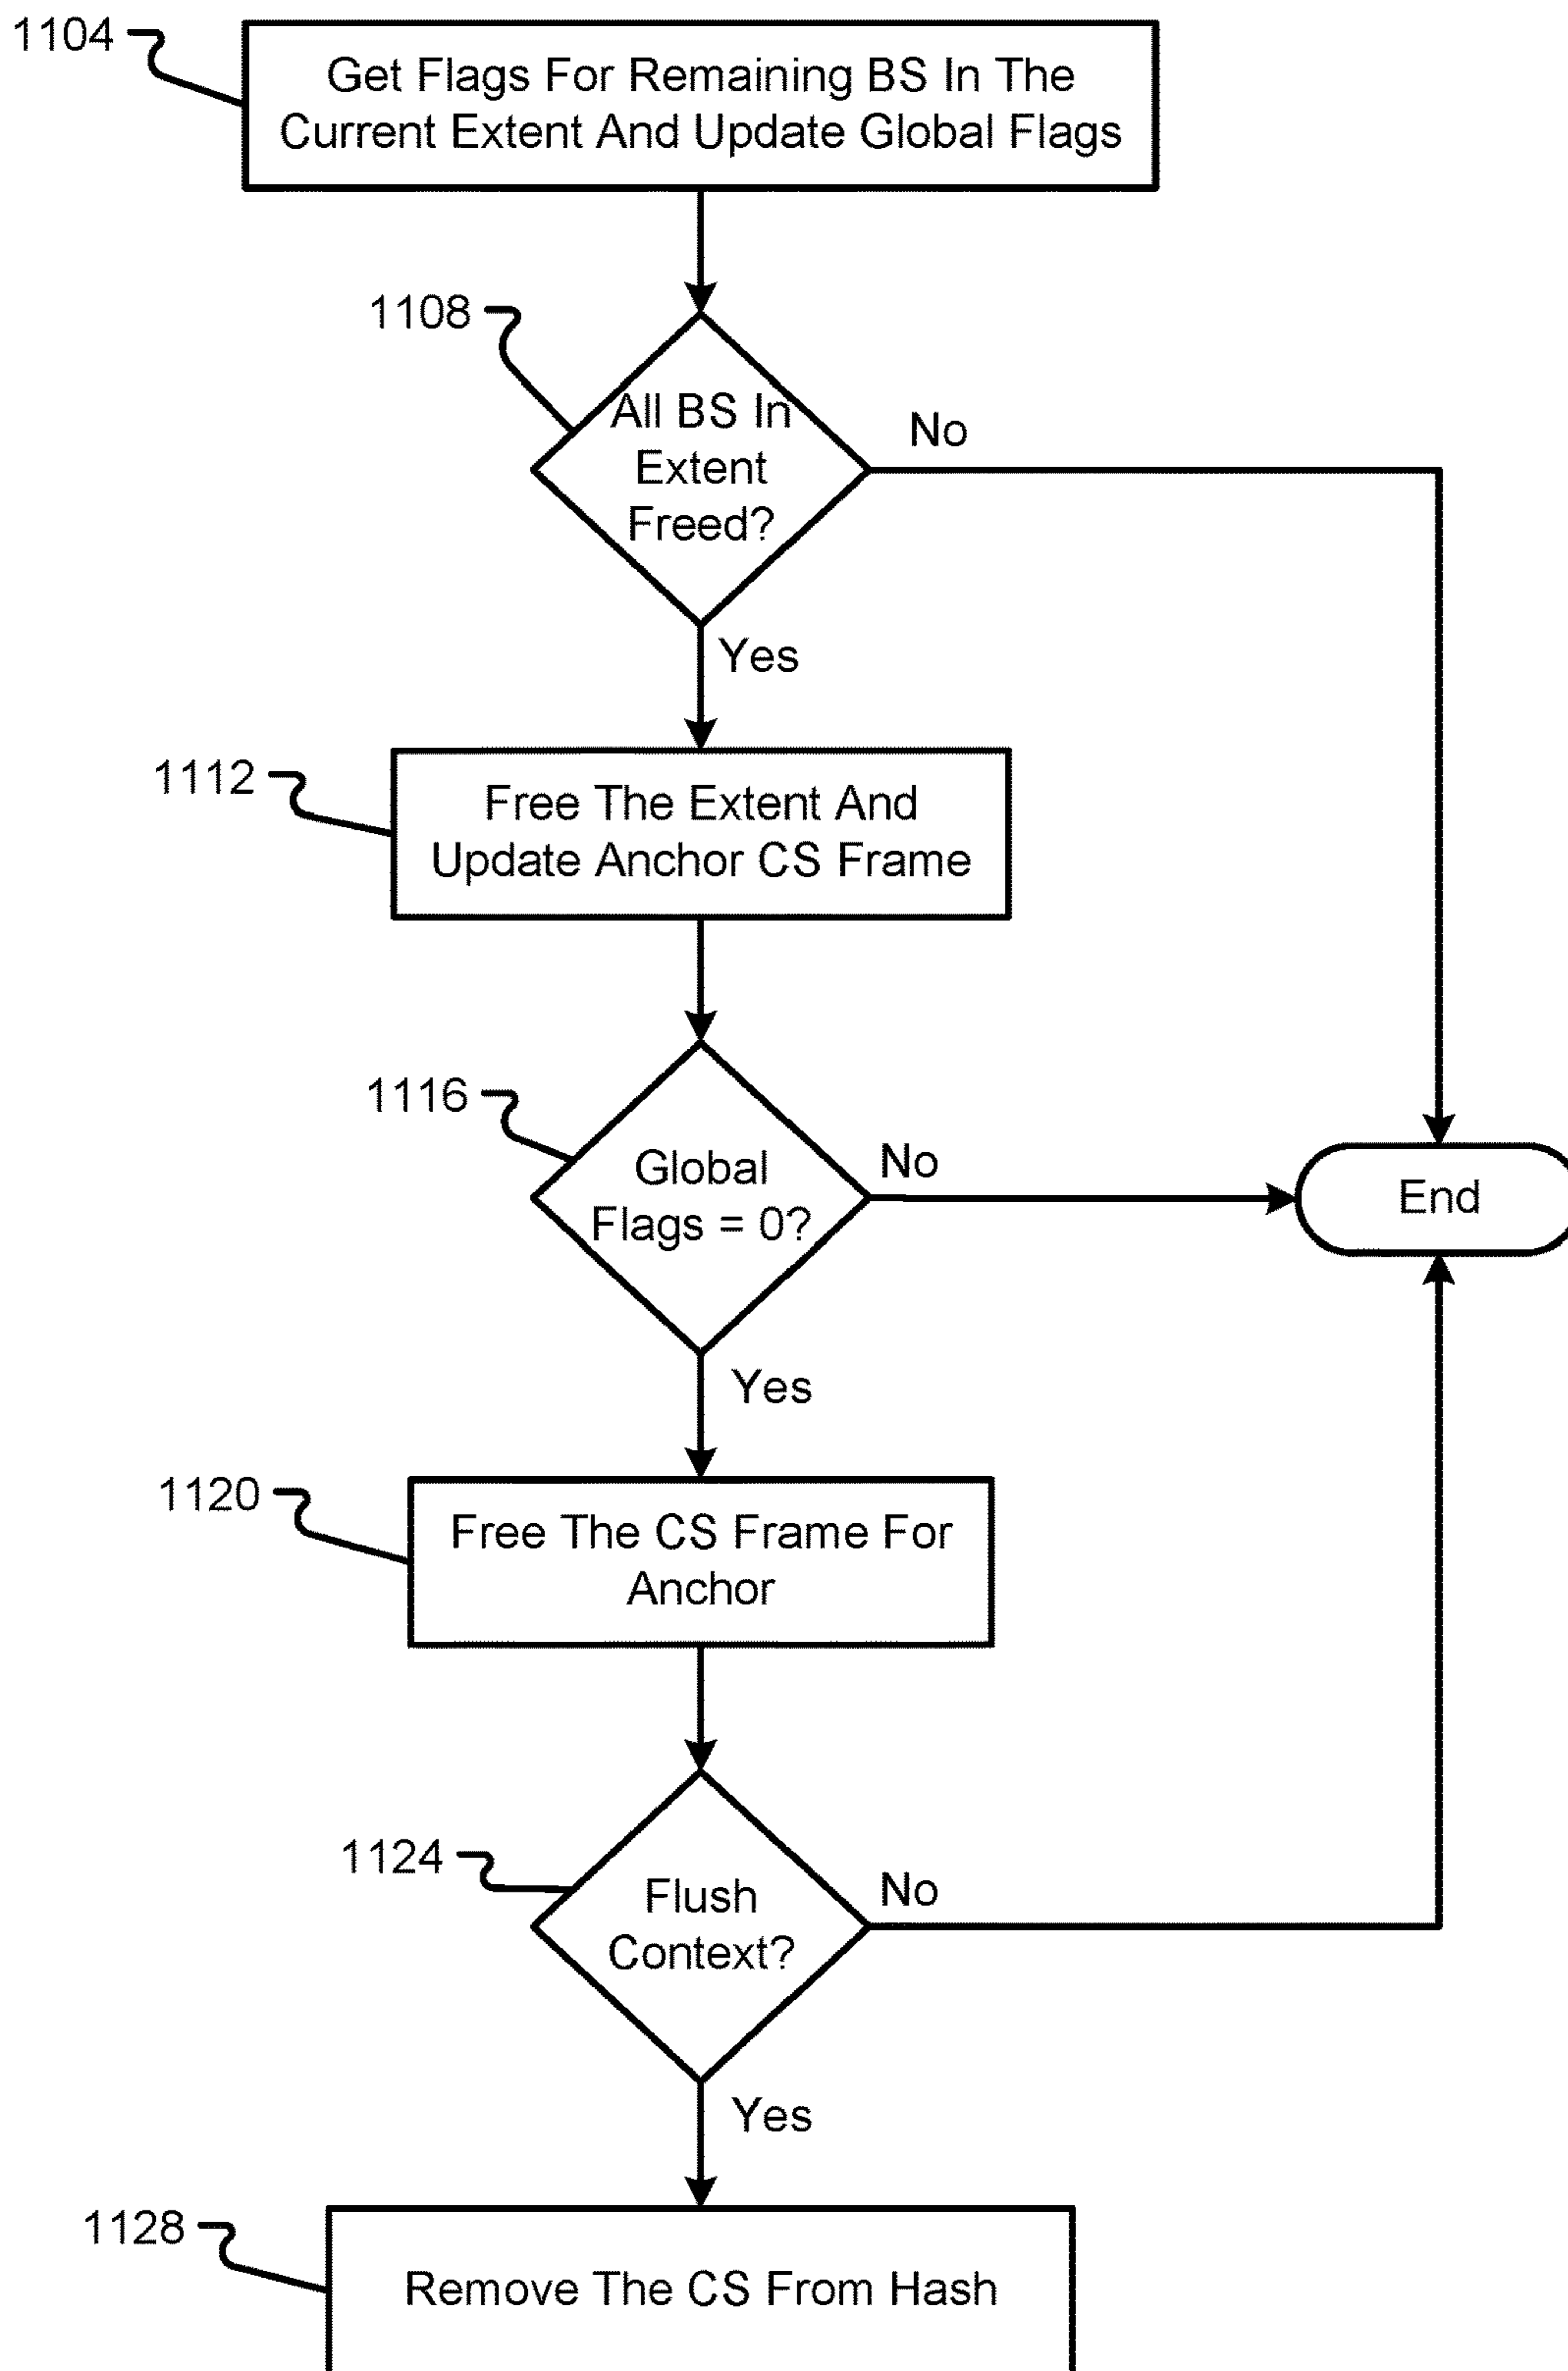 1104
Get Flags For Remaining BS In The
Current Extent And Update Global Flags
1108
All BS In
Extent
Freed?
No
Yes
1112
Free The Extent And
Update Anchor CS Frame
1116
Global
Flags = 0?
No
End
Yes
1120
Free The CS Frame For
Anchor
1124
Flush
Context?
No
Yes
1128
Remove The CS From Hash